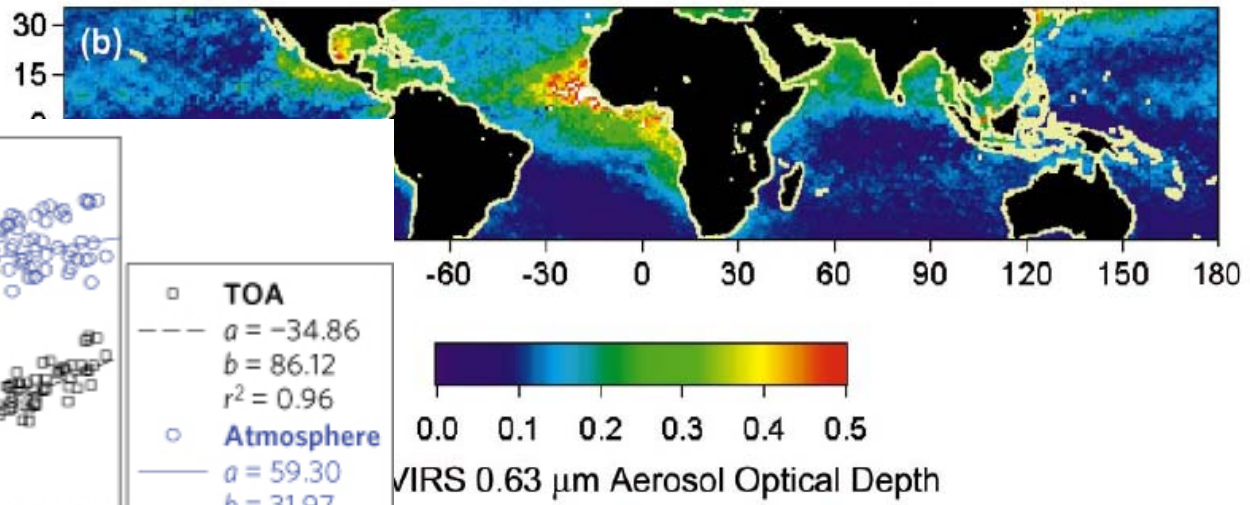 30
(b)
15
-60 -30 0 30 60 90 120 150 180
TOA
a = −34.86
b = 86.12
r² = 0.96
Atmosphere
a = 59.30
b = 31.97
0.0 0.1 0.2 0.3 0.4 0.5
VIRS 0.63 μm Aerosol Optical Depth